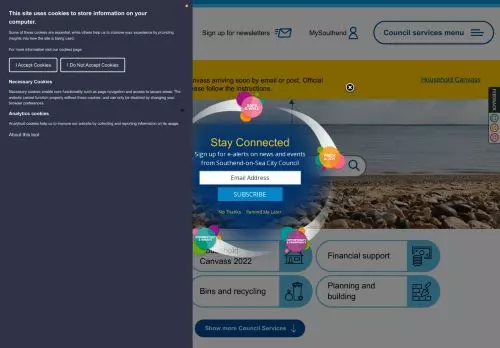 This site uses cookies to store information on your computer.
Some of these cookies are essential, while others help us to improve your experience by providing insights into how the site is being used.
For more information visit our cookies page
I Accept Cookies
I Do Not Accept Cookies
Necessary Cookies
Necessary cookies enable core functionality such as page navigation and access to secure areas. The website cannot function properly without these cookies, and can only be disabled by changing your browser preferences.
Analytics cookies
Analytical cookies help us to improve our website by collecting and reporting information on its usage.
About this tool
Sign up for newsletters
MySouthend
Council services menu
nvass arriving soon by email or post. Official
ease follow the instructions.
Household Canvass
FEEDBACK
Stay Connected
Sign up for e-alerts on news and events
from Southend-on-Sea City Council
Email Address
SUBSCRIBE
No Thanks
Remind Me Later
Canvass 2022
Financial support
Bins and recycling
Planning and
building
Show more Council Services